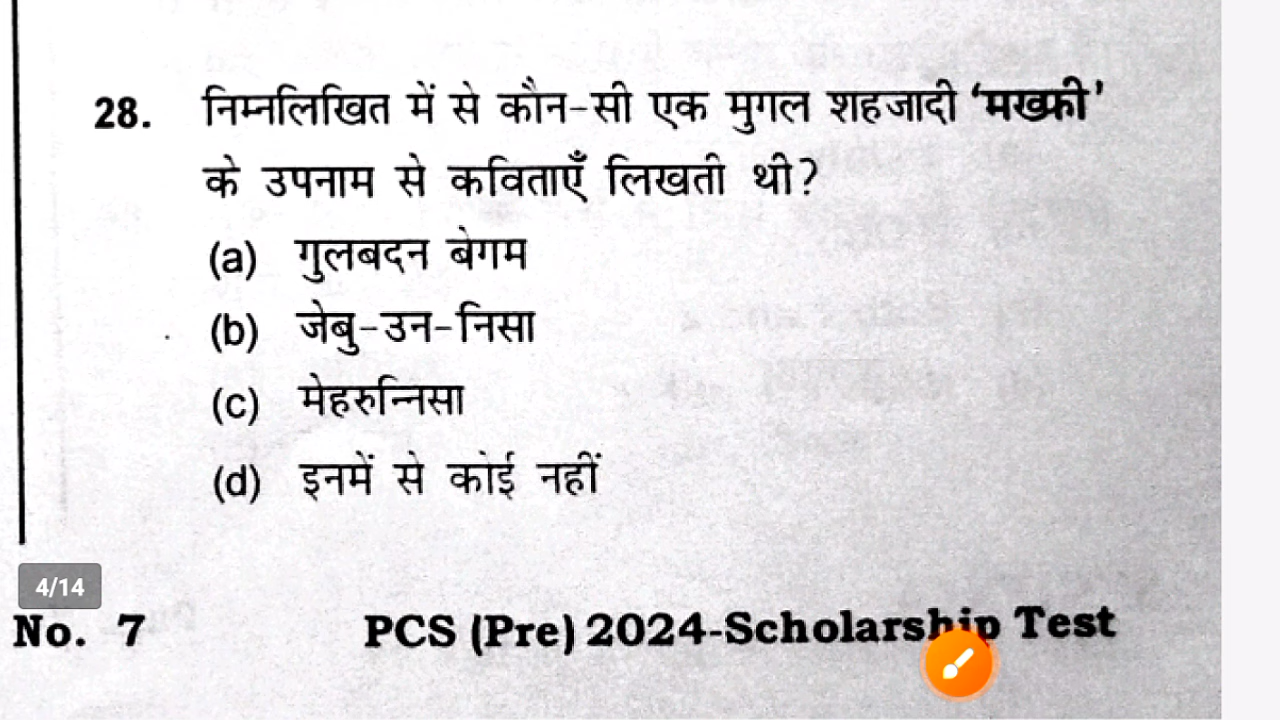 28. निम्नलिखित में से कौन-सी एक मुगल शहजादी ‘मख्फी’
के उपनाम से कविताएँ लिखती थी?
(a) गुलबदन बेगम
(b) जेबु-उन-निसा
(c) मेहरुन्निसा
(d) इनमें से कोई नहीं
4/14
No. 7 PCS (Pre) 2024-Scholarship Test